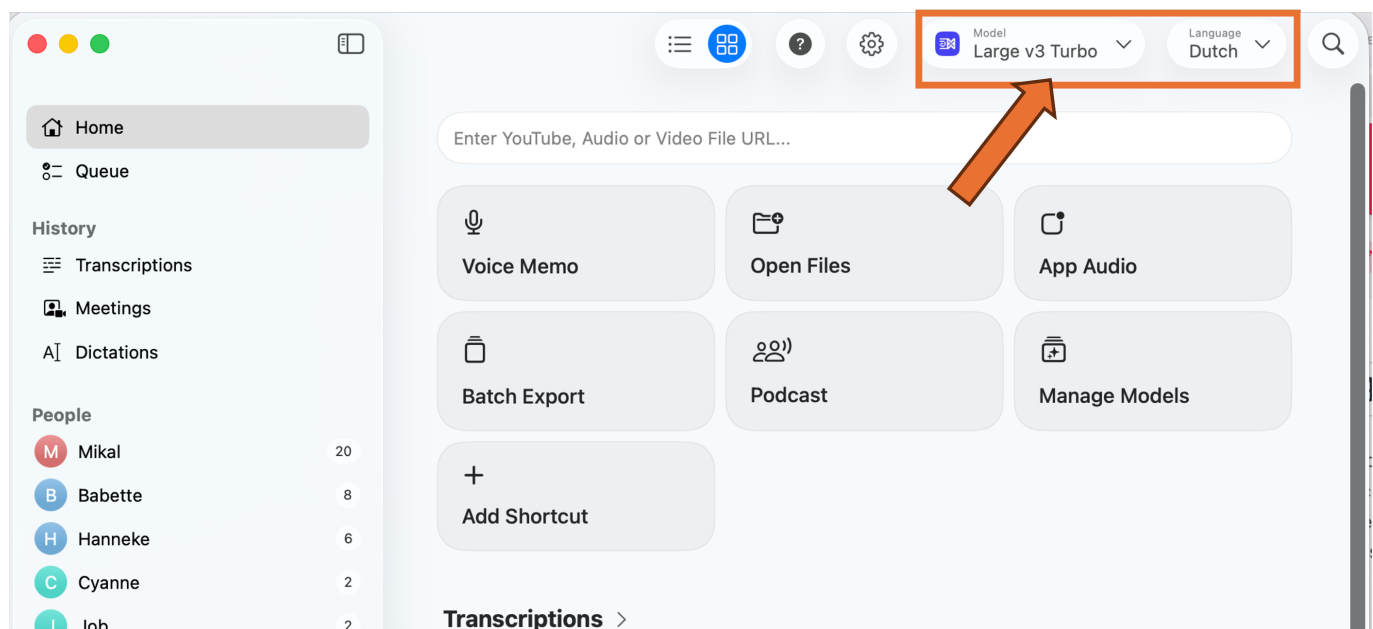 Model
Large v3 Turbo
Language
Dutch
Home
Enter YouTube, Audio or Video File URL...
Queue
History
Transcriptions
Meetings
Dictations
Voice Memo
Open Files
App Audio
Batch Export
Podcast
Manage Models
Add Shortcut
People
M Mikal 20
B Babette 8
H Hanneke 6
C Cyanne 2
Job 2
Transcriptions